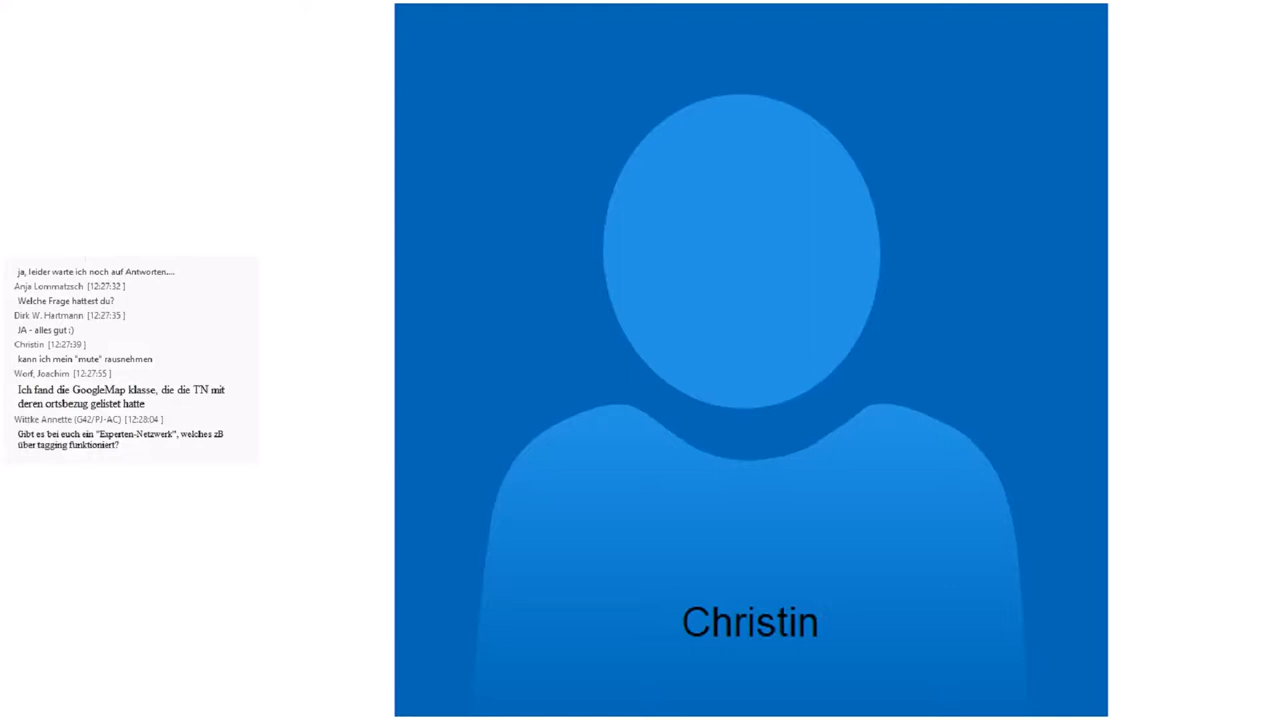 ja, leider warte ich noch auf Antworten....
Anja Lommatzsch [12:27:32 ]
Welche Frage hattest du?
Dirk W. Hartmann [12:27:35 ]
JA - alles gut :)
Christin [12:27:39 ]
kann ich mein "mute" rausnehmen
Worf, Joachim [12:27:55 ]
Ich fand die GoogleMap klasse, die die TN mit
deren ortsbezug gelistet hatte
Wittke Annette (G42/PJ-AC) [12:28:04 ]
Gibt es bei euch ein "Experten-Netzwerk", welches zB
über tagging funktioniert?
Christin